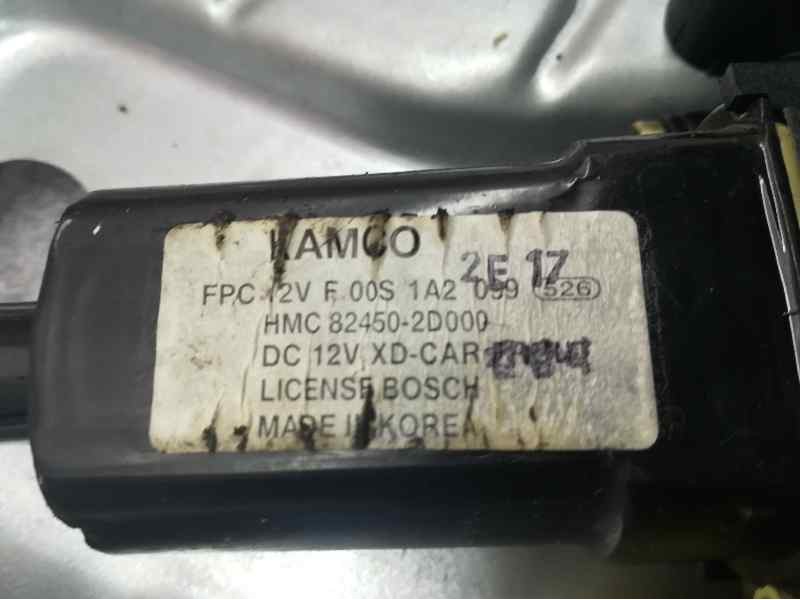 KAMCO
2E 17
FPC 12V F 00S 1A2 099 526
HMC 82450-2D000
DC 12V XD-CAR
LICENSE BOSCH
MADE IN KOREA